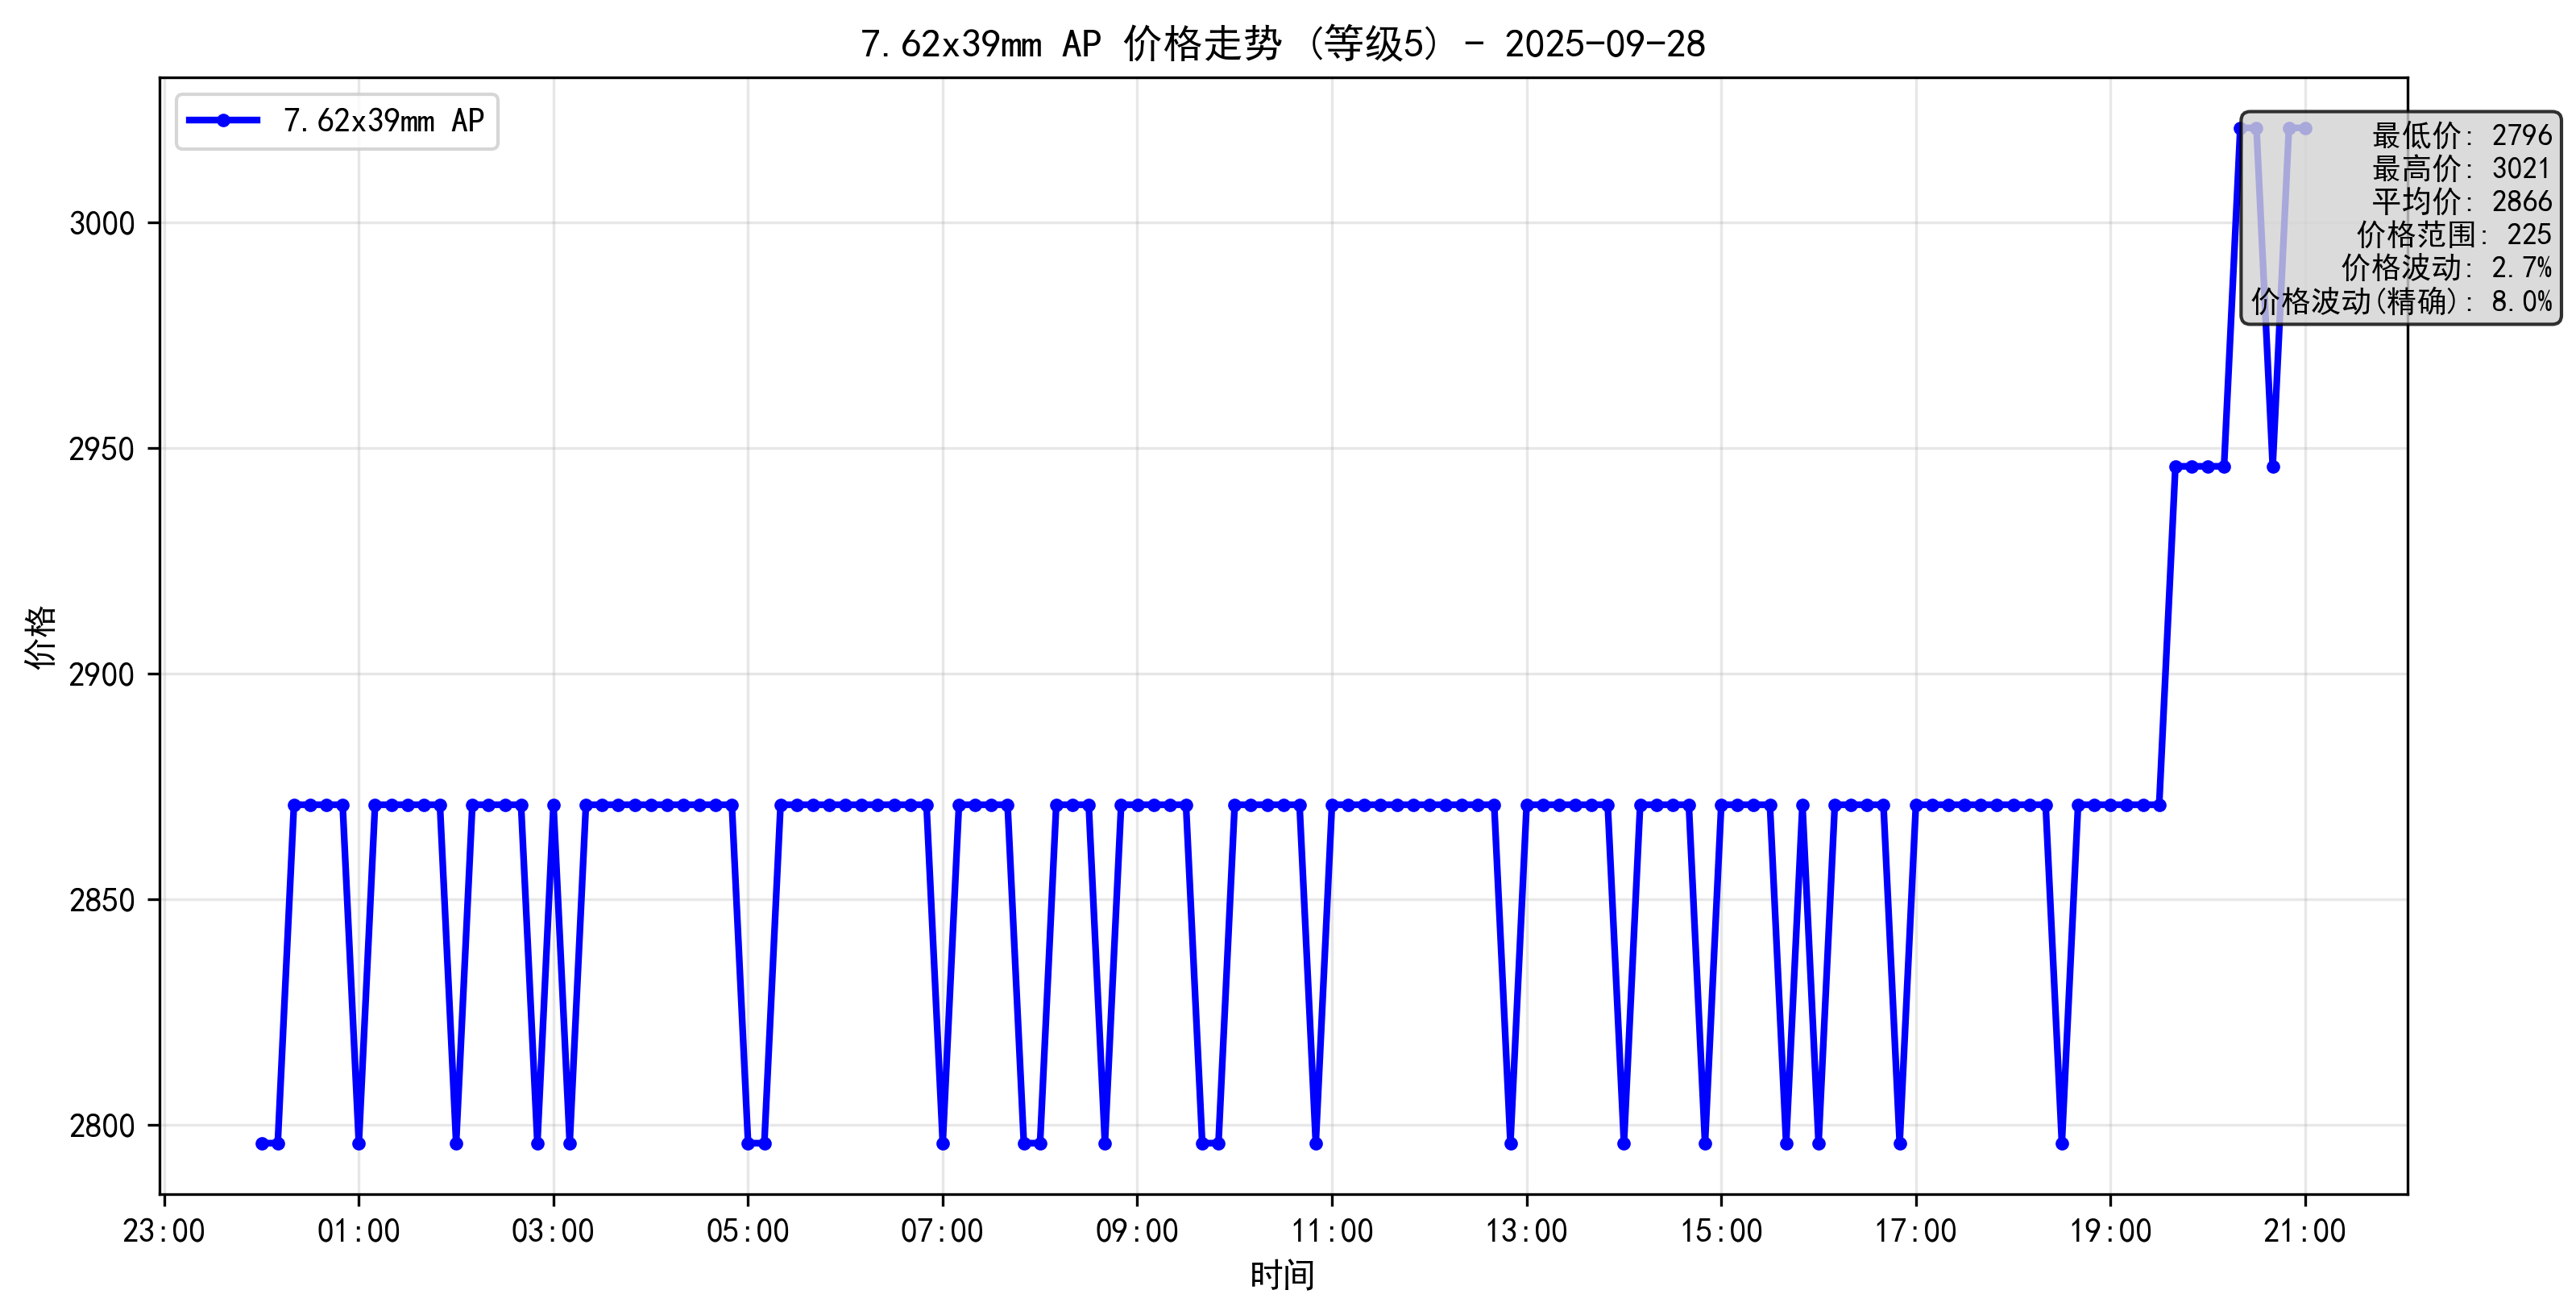 7.62x39mm AP 价格走势 (等级5) - 2025-09-28
7.62x39mm AP
最低价: 2796
最高价: 3021
平均价: 2866
价格范围: 225
价格波动: 2.7%
价格波动(精确): 8.0%
价格
3000
2950
2900
2850
2800
23:00 01:00 03:00 05:00 07:00 09:00 11:00 13:00 15:00 17:00 19:00 21:00
时间